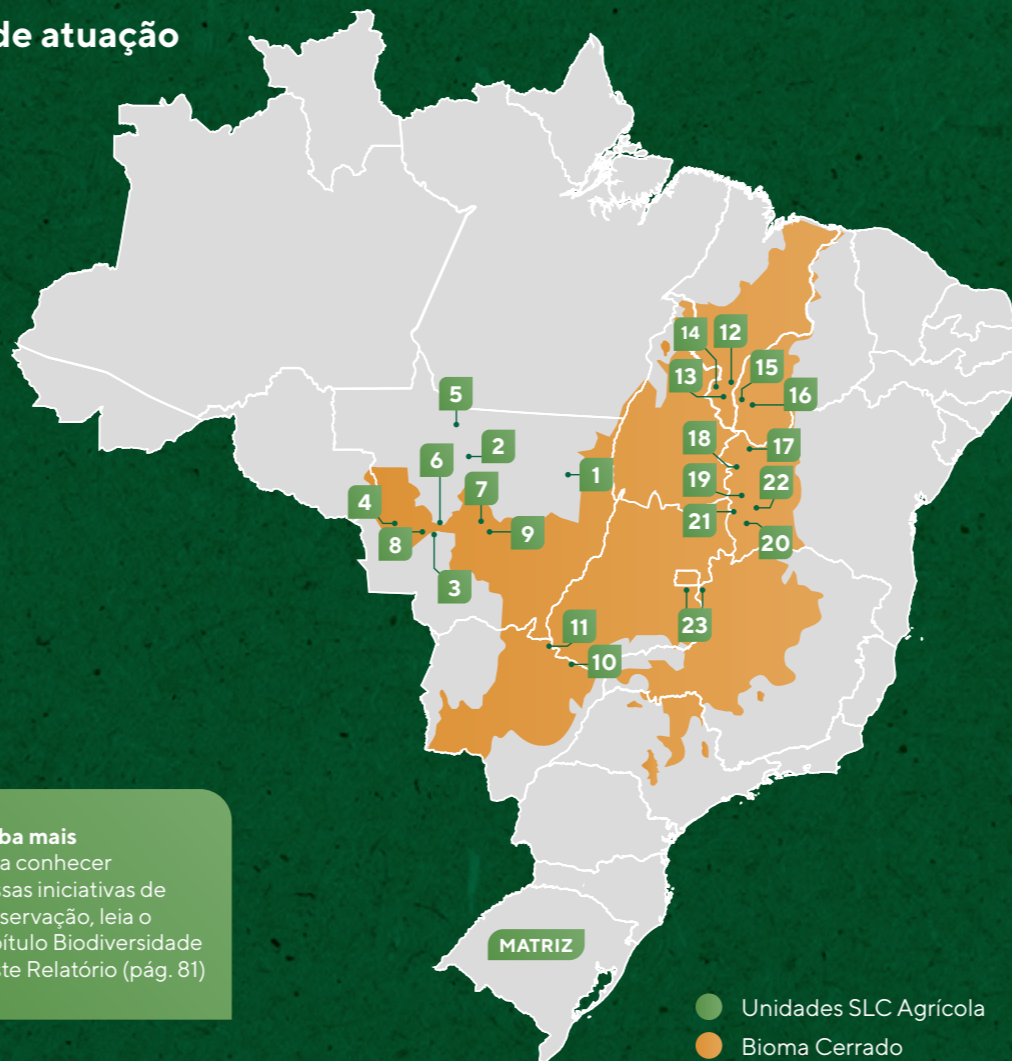 de atuação
14
12
13
15
16
5
18
17
6
2
1
4
7
19
22
8
9
21
20
3
11
23
10
ba mais
a conhecer
ssas iniciativas de
servação, leia o
pítulo Biodiversidade
ste Relatório (pág. 81)
MATRIZ
Unidades SLC Agrícola
Bioma Cerrado